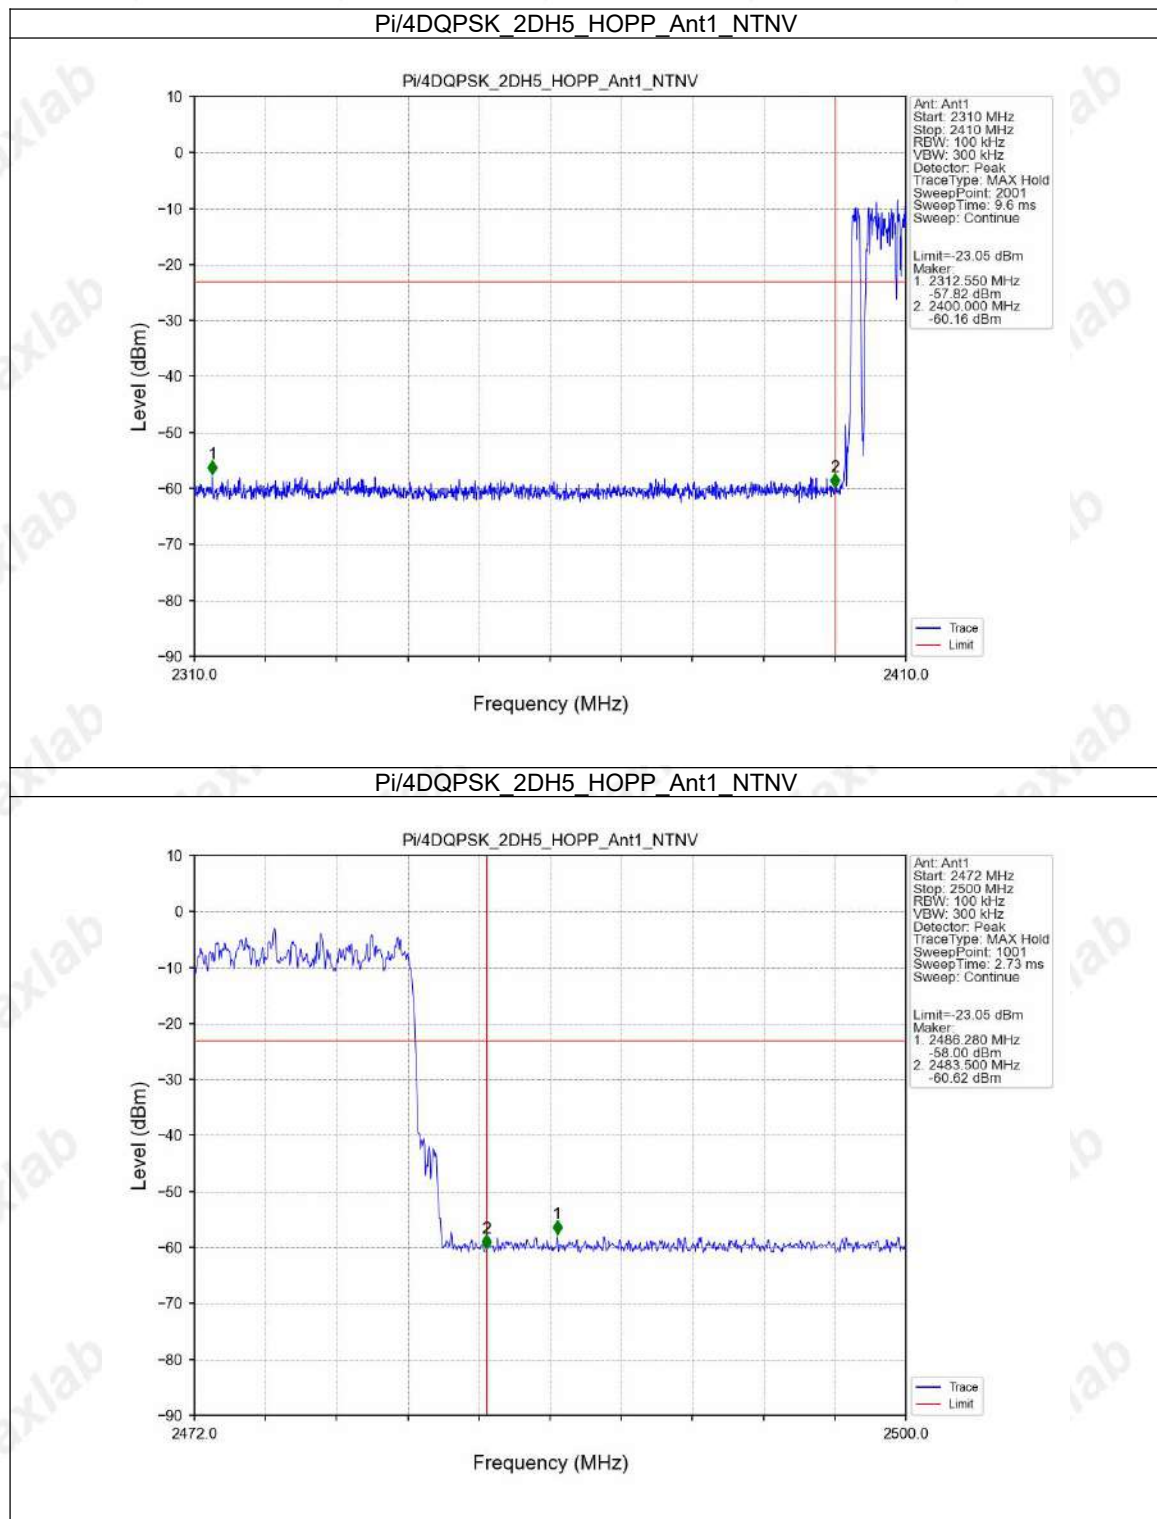 Pi/4DQPSK_2DH5_HOPP_Ant1_NTNV
Pi/4DQPSK_2DH5_HOPP_Ant1_NTNV
10
0
-10
-20
-30
-40
-50
-60
-70
-80
-90
Level (dBm)
2310.0
2410.0
Frequency (MHz)
1
2
Ant: Ant1
Start: 2310 MHz
Stop: 2410 MHz
RBW: 100 kHz
VBW: 300 kHz
Detector: Peak
TraceType: MAX Hold
SweepPoint: 2001
SweepTime: 9.6 ms
Sweep: Continue
Limit=-23.05 dBm
Maker:
1. 2312.550 MHz
-57.82 dBm
2. 2400.000 MHz
-60.16 dBm
Trace
Limit
Pi/4DQPSK_2DH5_HOPP_Ant1_NTNV
Pi/4DQPSK_2DH5_HOPP_Ant1_NTNV
10
0
-10
-20
-30
-40
-50
-60
-70
-80
-90
Level (dBm)
2472.0
2500.0
Frequency (MHz)
2
1
Ant: Ant1
Start: 2472 MHz
Stop: 2500 MHz
RBW: 100 kHz
VBW: 300 kHz
Detector: Peak
TraceType: MAX Hold
SweepPoint: 1001
SweepTime: 2.73 ms
Sweep: Continue
Limit=-23.05 dBm
Maker:
1. 2486.280 MHz
-58.00 dBm
2. 2483.500 MHz
-60.62 dBm
Trace
Limit